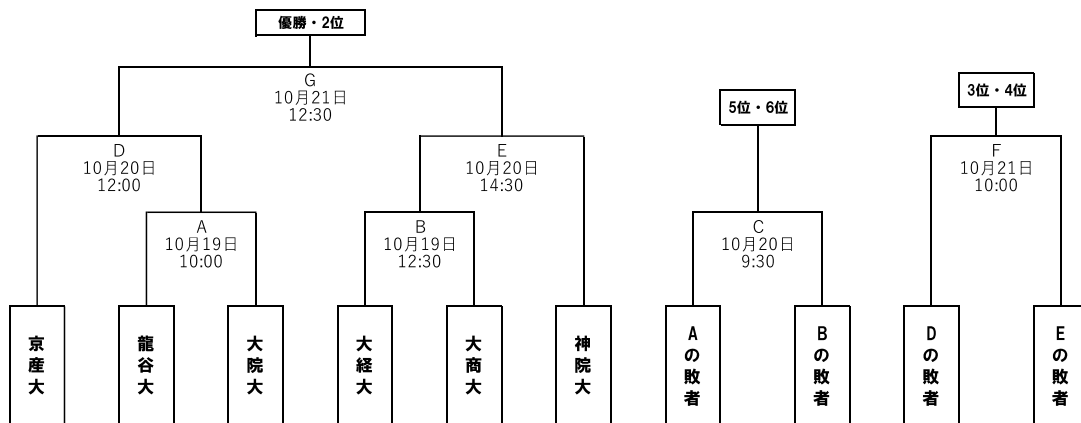 優勝・2位
G
10月21日
12:30
D
10月20日
12:00
E
10月20日
14:30
A
10月19日
10:00
B
10月19日
12:30
京産大
龍谷大
大院大
大経大
大商大
神院大
5位・6位
C
10月20日
9:30
Aの敗者
Bの敗者
3位・4位
F
10月21日
10:00
Dの敗者
Eの敗者